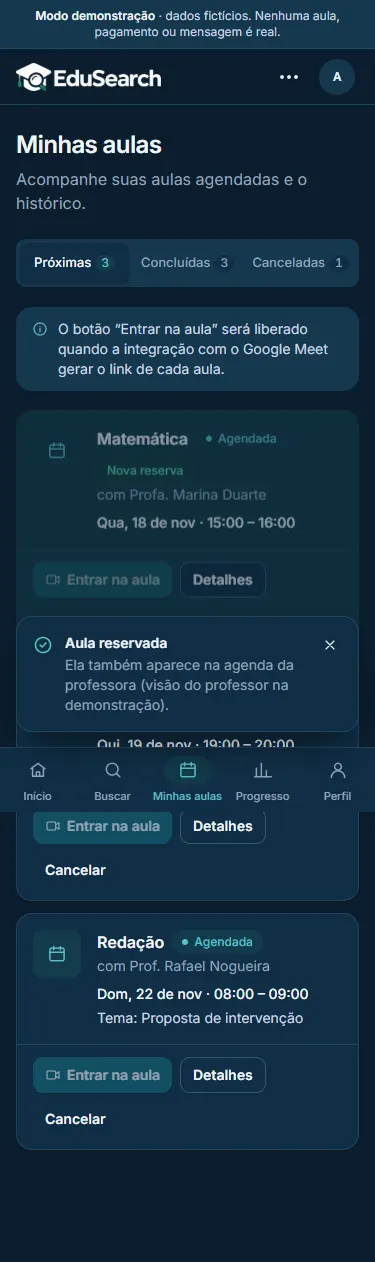 Modo demonstração · dados fictícios. Nenhuma aula,
pagamento ou mensagem é real.
EduSearch
A
Minhas aulas
Acompanhe suas aulas agendadas e o
histórico.
Próximas 3 Concluídas 3 Canceladas 1
O botão “Entrar na aula” será liberado
quando a integração com o Google Meet
gerar o link de cada aula.
Matemática Agendada
Nova reserva
com Profa. Marina Duarte
Qua, 18 de nov · 15:00 – 16:00
Entrar na aula Detalhes
Aula reservada
Ela também aparece na agenda da
professora (visão do professor na
demonstração).
Qui, 19 de nov · 19:00 – 20:00
Início Buscar Minhas aulas Progresso Perfil
Entrar na aula Detalhes
Cancelar
Redação Agendada
com Prof. Rafael Nogueira
Dom, 22 de nov · 08:00 – 09:00
Tema: Proposta de intervenção
Entrar na aula Detalhes
Cancelar